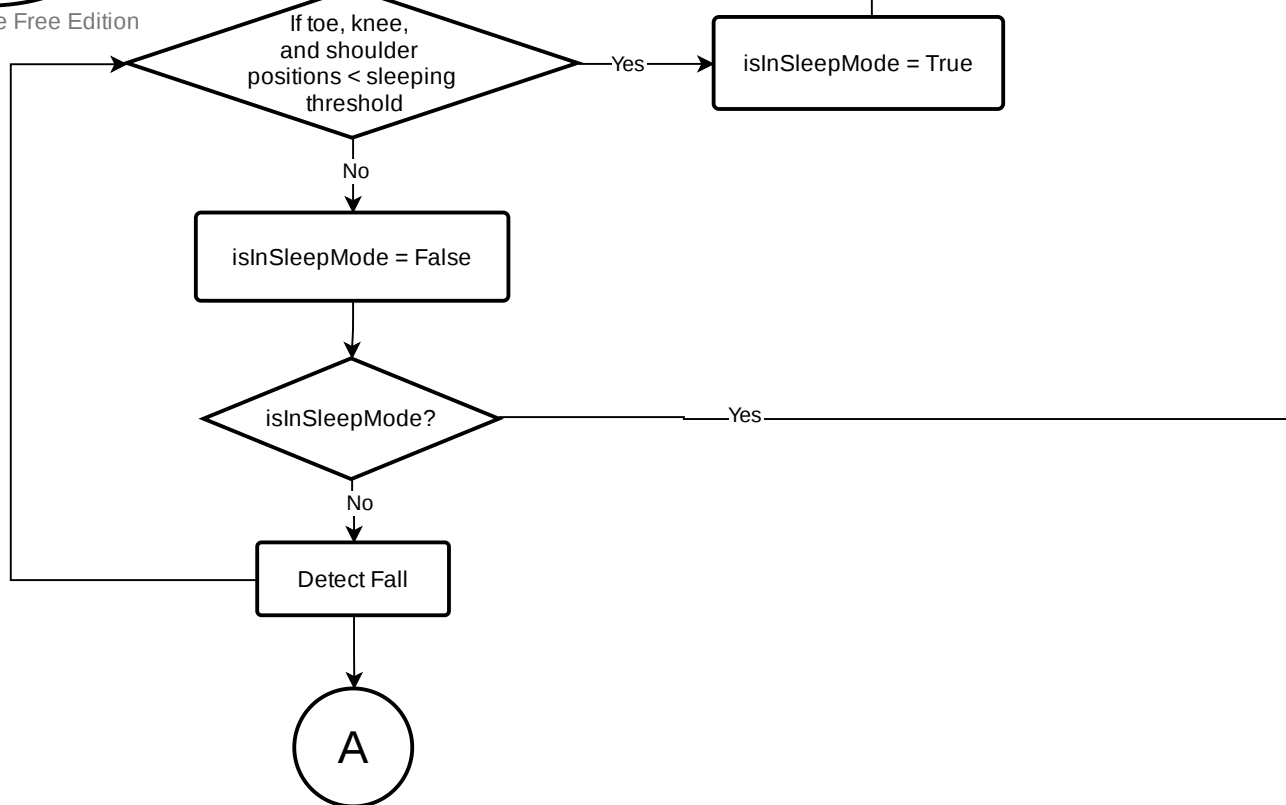 e Free Edition
If toe, knee,
and shoulder
positions < sleeping
threshold
Yes
isInSleepMode = True
No
isInSleepMode = False
isInSleepMode?
Yes
No
Detect Fall
A